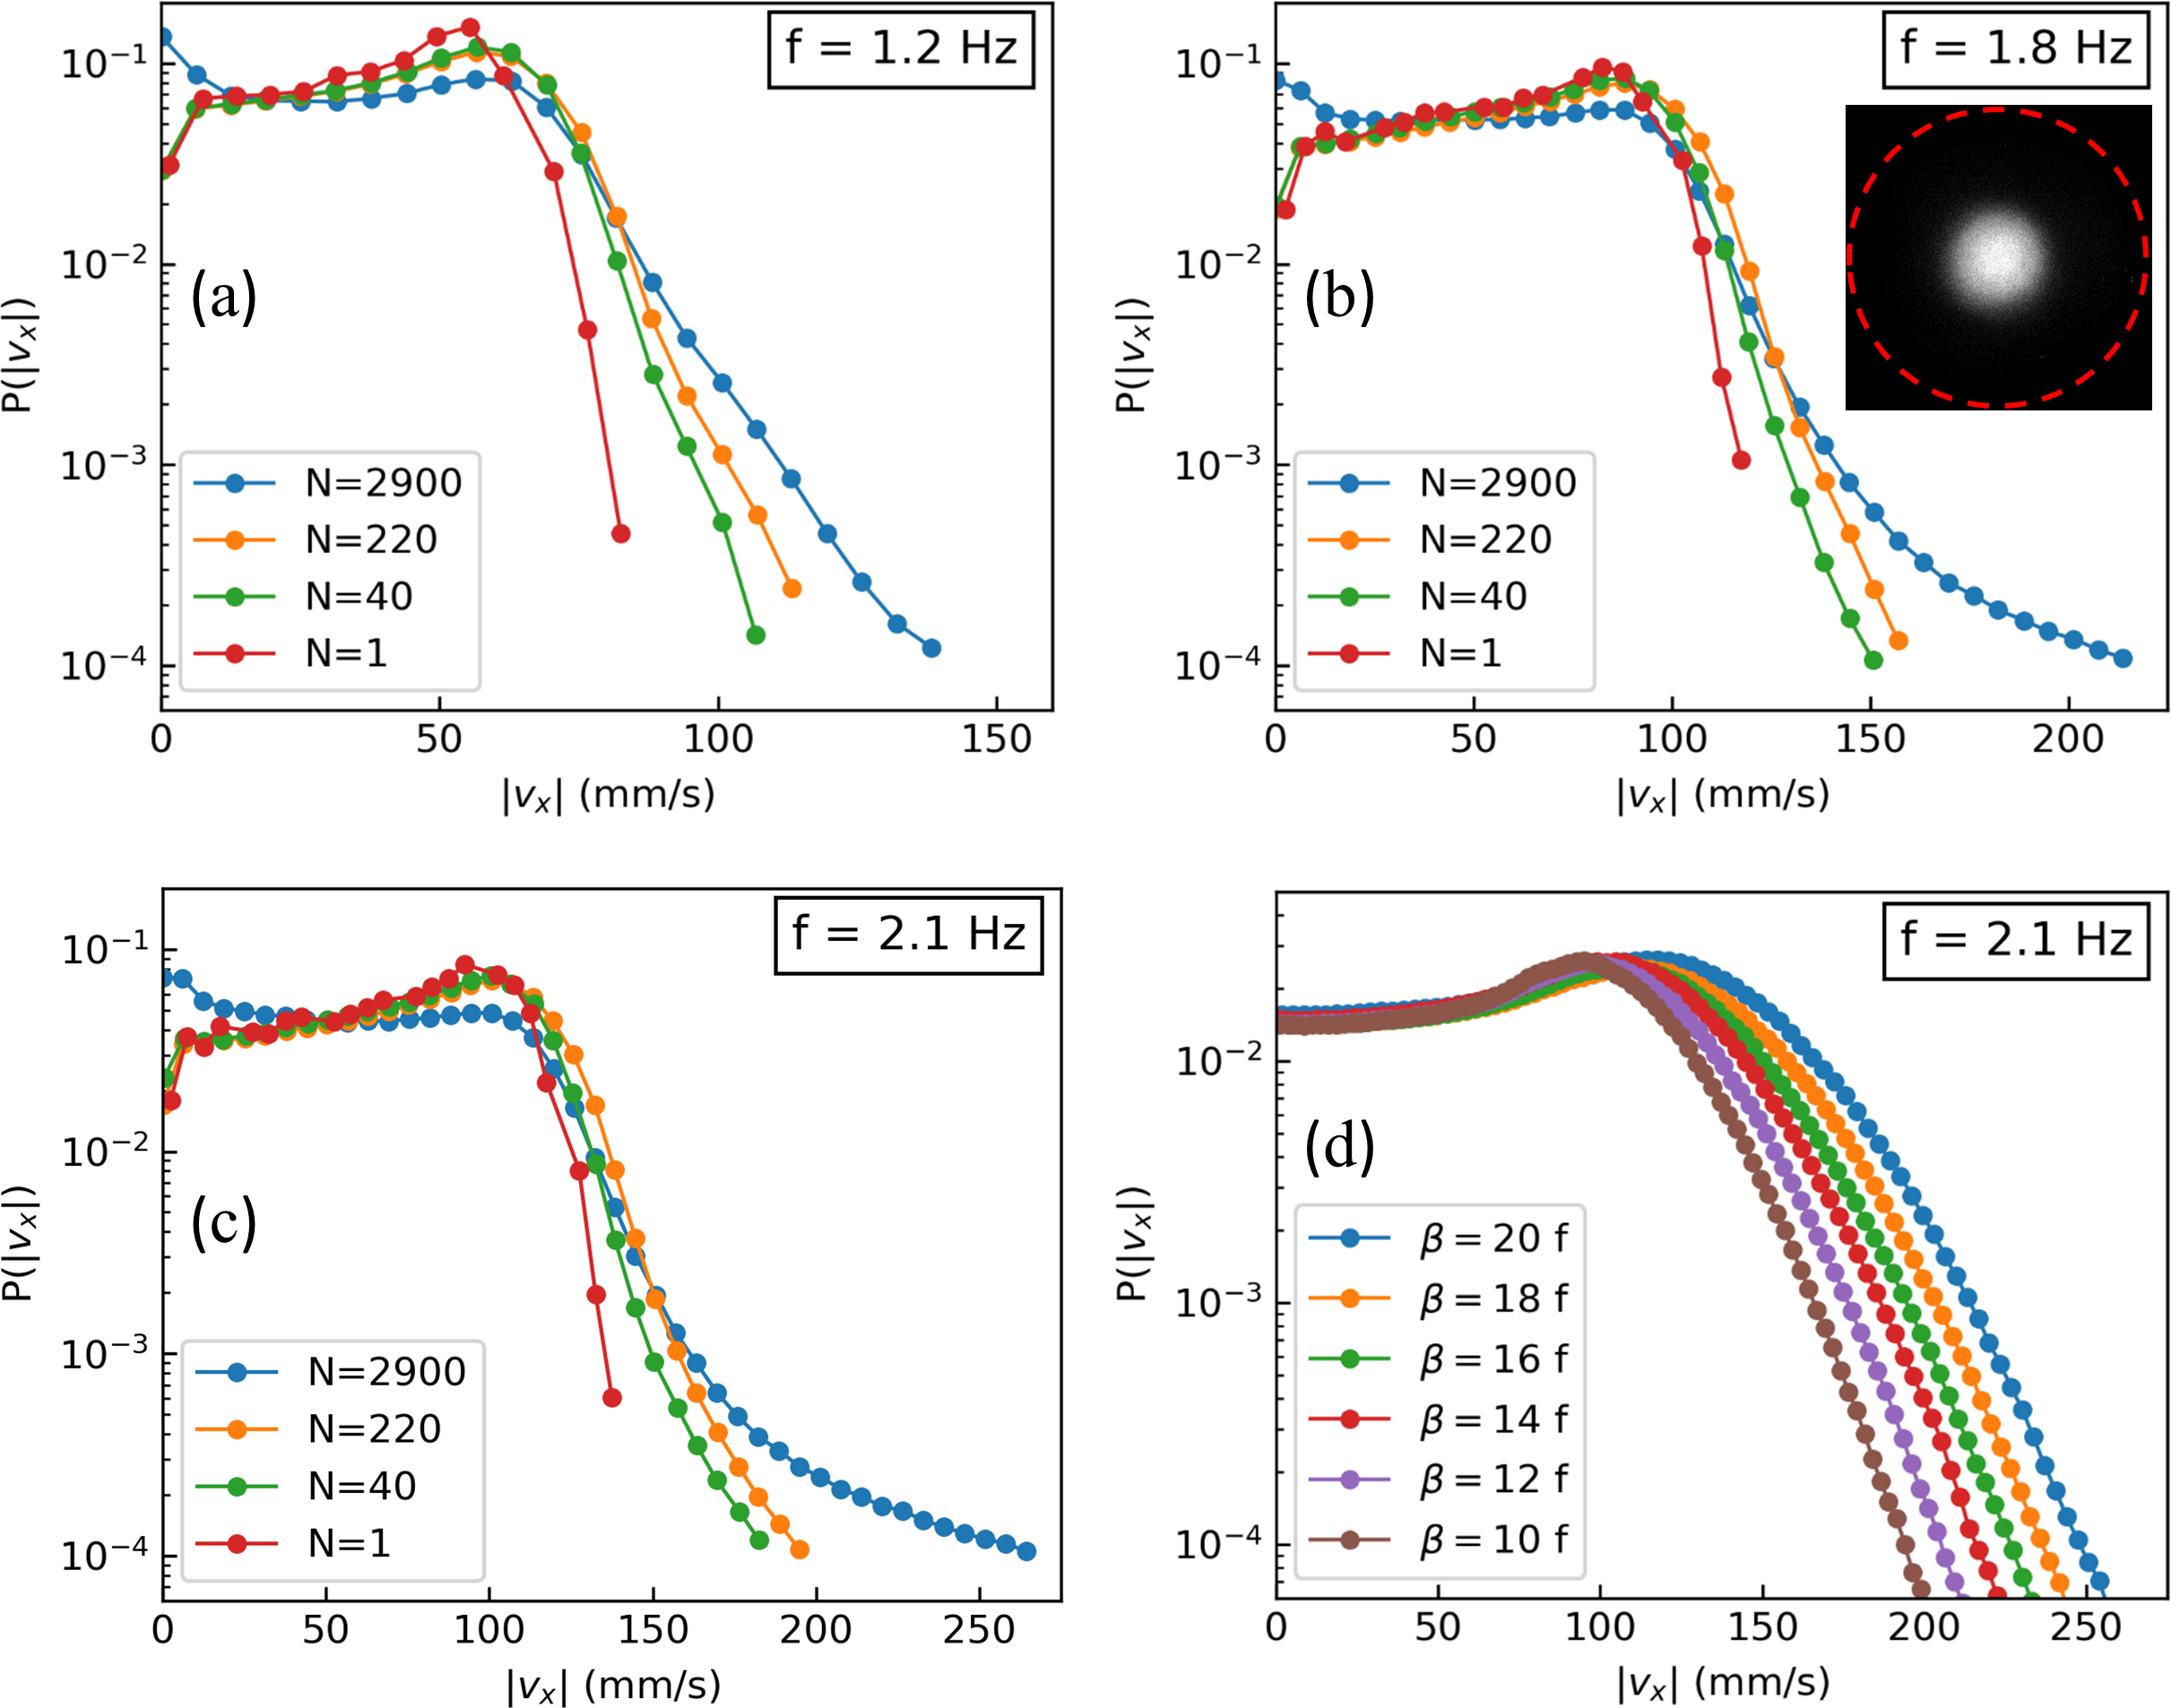 f = 1.2 Hz
10⁻¹
10⁻²
10⁻³
10⁻⁴
P(|vₓ|)
(a)
N=2900
N=220
N=40
N=1
0 50 100 150
|vₓ| (mm/s)
f = 1.8 Hz
10⁻¹
10⁻²
10⁻³
10⁻⁴
P(|vₓ|)
(b)
N=2900
N=220
N=40
N=1
0 50 100 150 200
|vₓ| (mm/s)
f = 2.1 Hz
10⁻¹
10⁻²
10⁻³
10⁻⁴
P(|vₓ|)
(c)
N=2900
N=220
N=40
N=1
0 50 100 150 200 250
|vₓ| (mm/s)
f = 2.1 Hz
10⁻²
10⁻³
10⁻⁴
P(|vₓ|)
(d)
β = 20 f
β = 18 f
β = 16 f
β = 14 f
β = 12 f
β = 10 f
0 50 100 150 200 250
|vₓ| (mm/s)